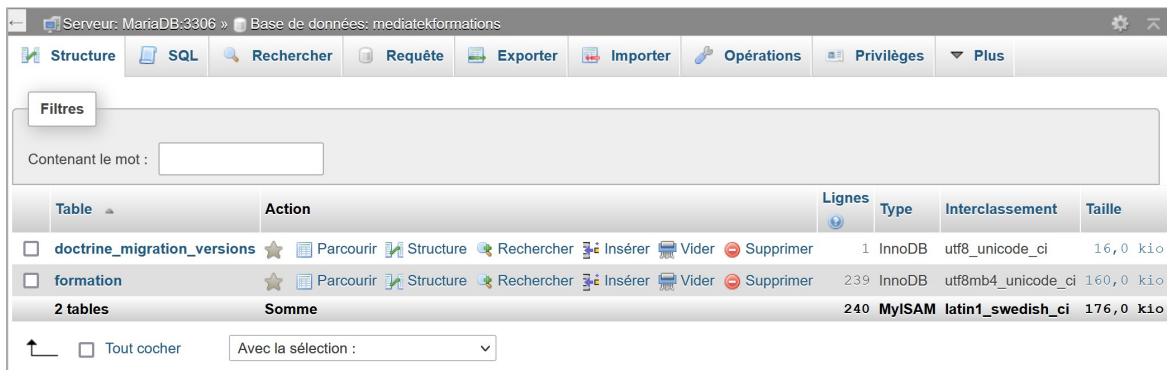 Serveur: MariaDB:3306 » Base de données: mediatekformations
Structure SQL Rechercher Requête Exporter Importer Opérations Privilèges Plus
Filtres
Contenant le mot :
Table Action Lignes Type Interclassement Taille
doctrine_migration_versions Parcourir Structure Rechercher Insérer Vider Supprimer 1 InnoDB utf8_unicode_ci 16,0 kio
formation Parcourir Structure Rechercher Insérer Vider Supprimer 239 InnoDB utf8mb4_unicode_ci 160,0 kio
2 tables Somme 240 MyISAM latin1_swedish_ci 176,0 kio
Tout cocher Avec la sélection :